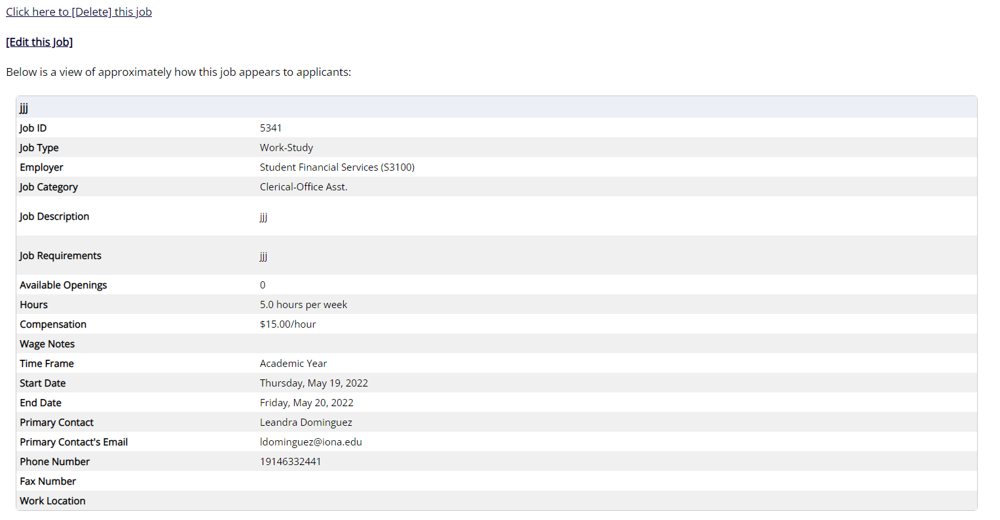 Click here to [Delete] this job
[Edit this Job]
Below is a view of approximately how this job appears to applicants:
jjj
Job ID 5341
Job Type Work-Study
Employer Student Financial Services (S3100)
Job Category Clerical-Office Asst.
Job Description jjj
Job Requirements jjj
Available Openings 0
Hours 5.0 hours per week
Compensation $15.00/hour
Wage Notes
Time Frame Academic Year
Start Date Thursday, May 19, 2022
End Date Friday, May 20, 2022
Primary Contact Leandra Dominguez
Primary Contact's Email ldominguez@iona.edu
Phone Number 19146332441
Fax Number
Work Location